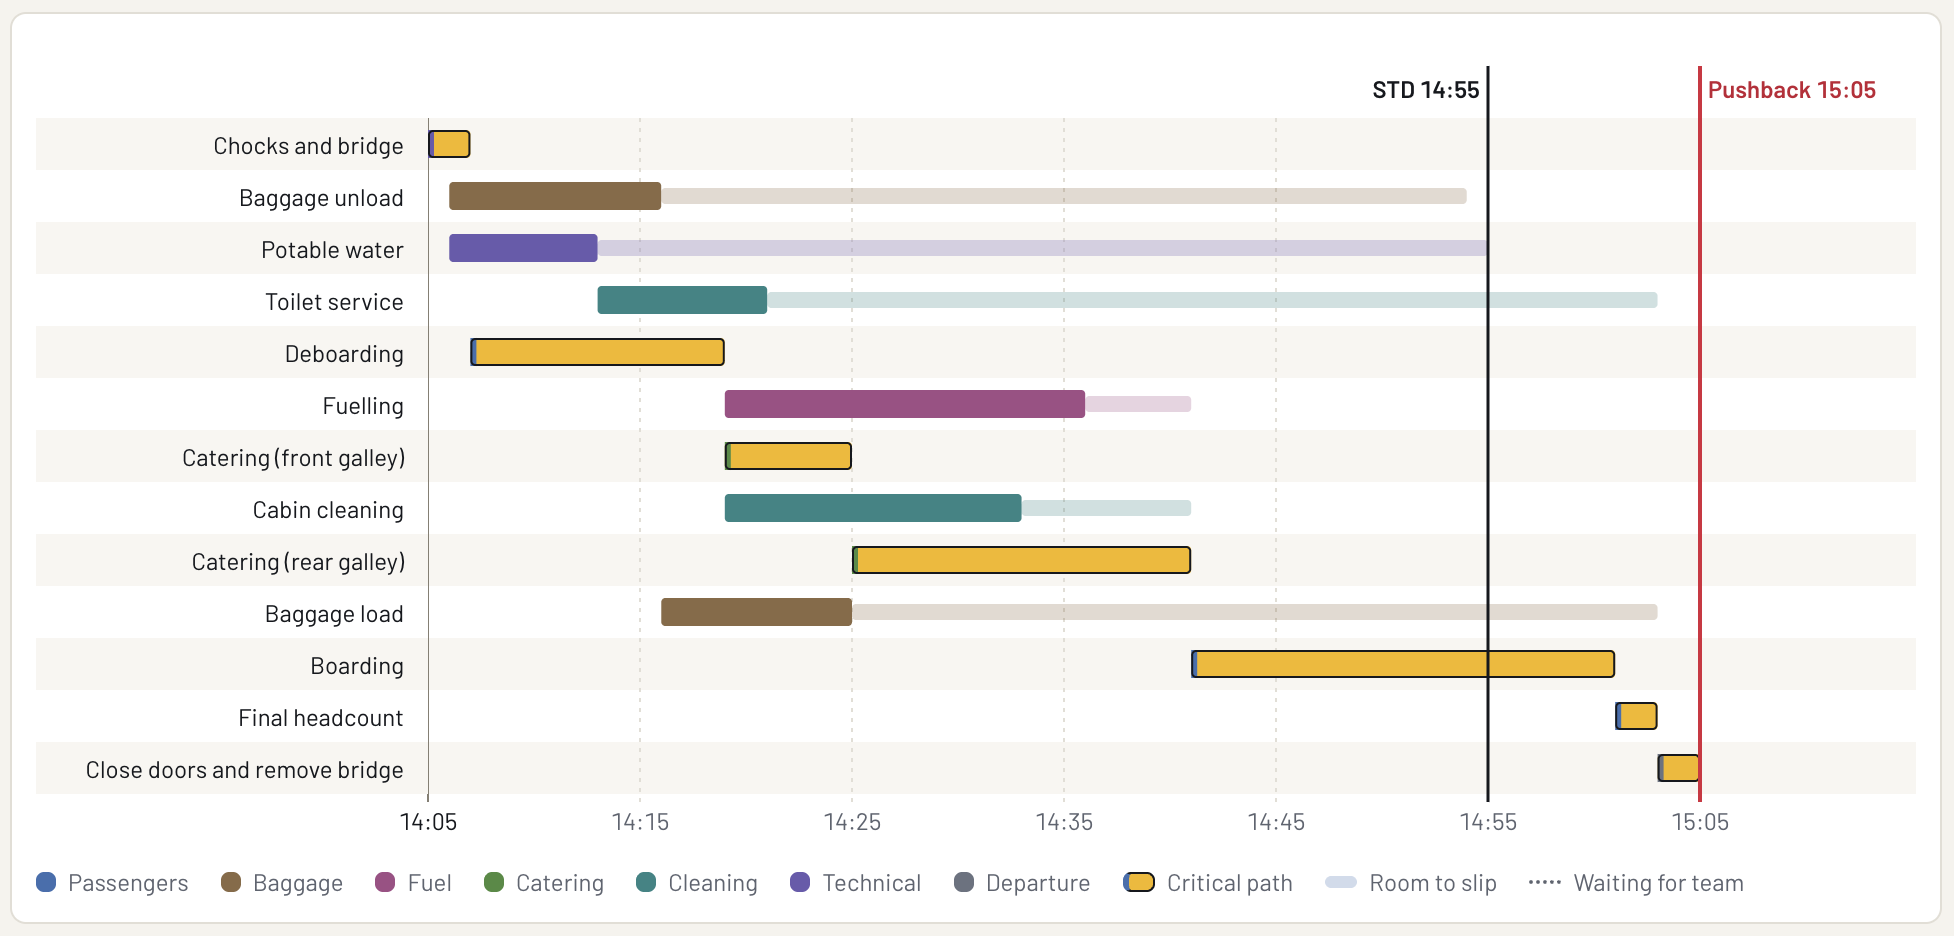 STD 14:55
Pushback 15:05
Chocks and bridge
Baggage unload
Potable water
Toilet service
Deboarding
Fuelling
Catering (front galley)
Cabin cleaning
Catering (rear galley)
Baggage load
Boarding
Final headcount
Close doors and remove bridge
14:05 14:15 14:25 14:35 14:45 14:55 15:05
Passengers Baggage Fuel Catering Cleaning Technical Departure Critical path Room to slip Waiting for team